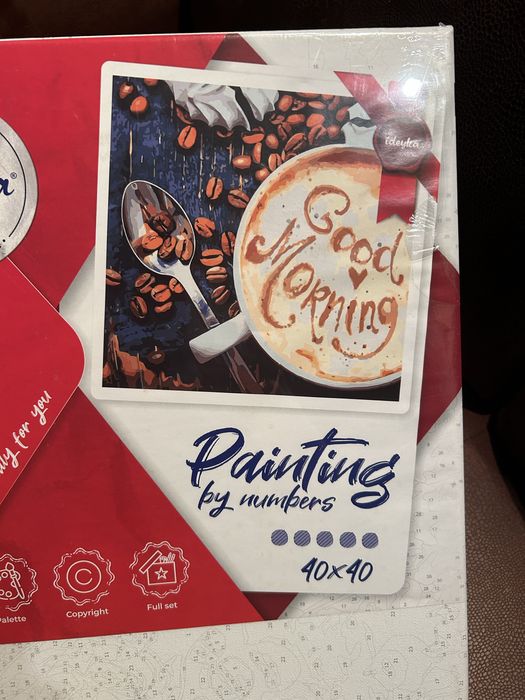 ideyka
Good
Morning
a®
ly for you
Painting
by numbers
40x40
Palette
Copyright
Full set